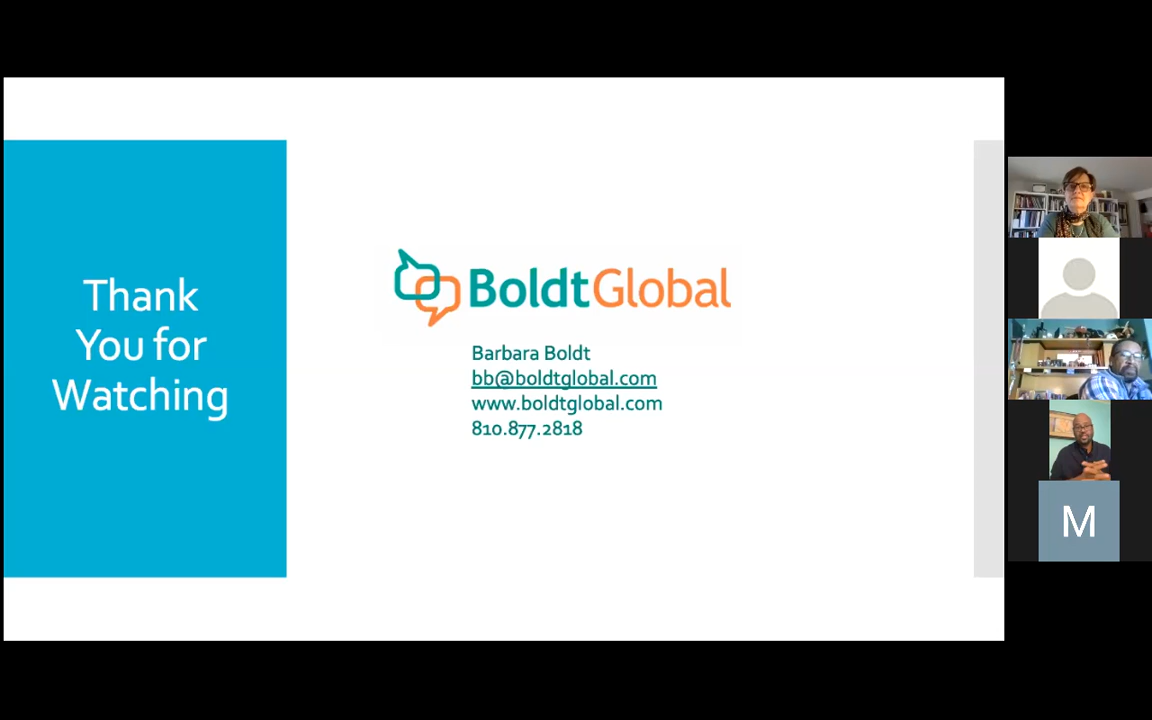 Thank
You for
Watching
BoldtGlobal
Barbara Boldt
bb@boldtglobal.com
www.boldtglobal.com
810.877.2818
M